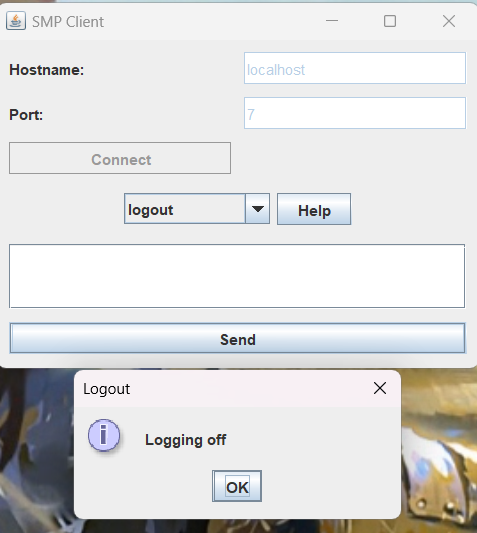 SMP Client
Hostname: localhost
Port: 7
Connect
logout Help
Send
Logout
i Logging off
OK